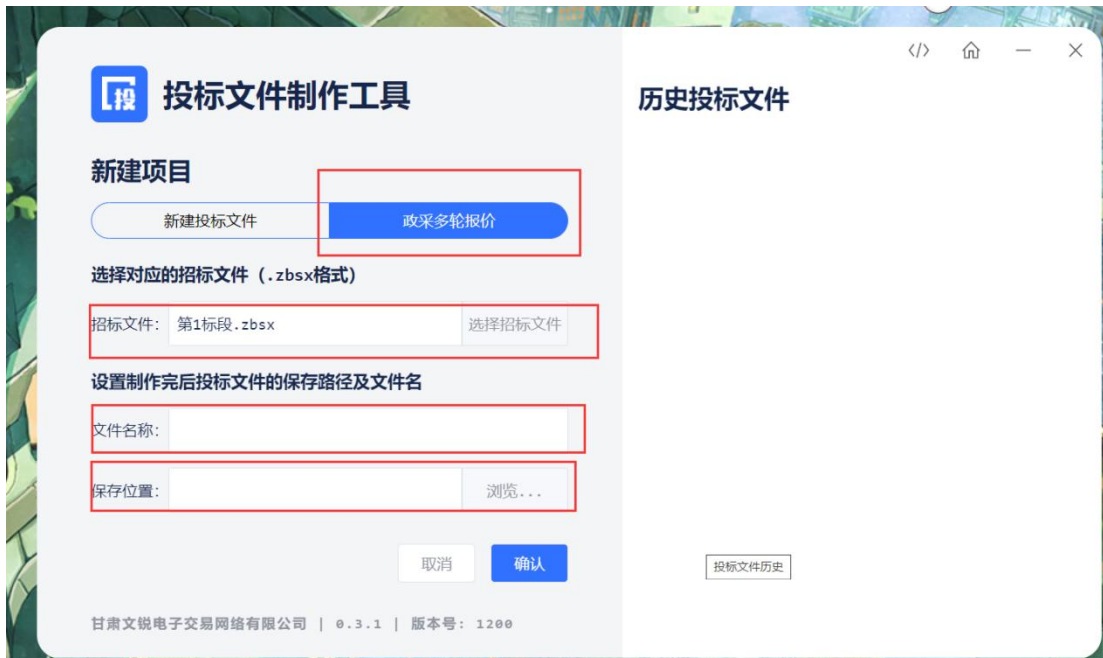 投标文件制作工具
新建项目
新建投标文件
政采多轮报价
选择对应的招标文件 (.zbsx格式)
招标文件: 第1标段.zbsx 选择招标文件
设置制作完后投标文件的保存路径及文件名
文件名称:
保存位置: 浏览...
取消 确认
甘肃文锐电子交易网络有限公司 | 0.3.1 | 版本号: 1200
</>
历史投标文件
投标文件历史
投